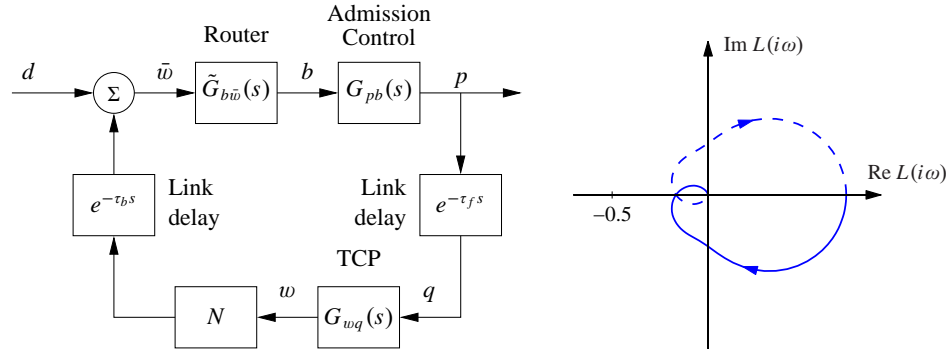 Admission
Control
Router
d
w̄
b
p
Σ
G̃_{bw̄}(s)
G_{pb}(s)
e^{−τ_b s}
Link
delay
Link
delay
e^{−τ_f s}
TCP
N
w
G_{wq}(s)
q
Im L(iω)
Re L(iω)
−0.5